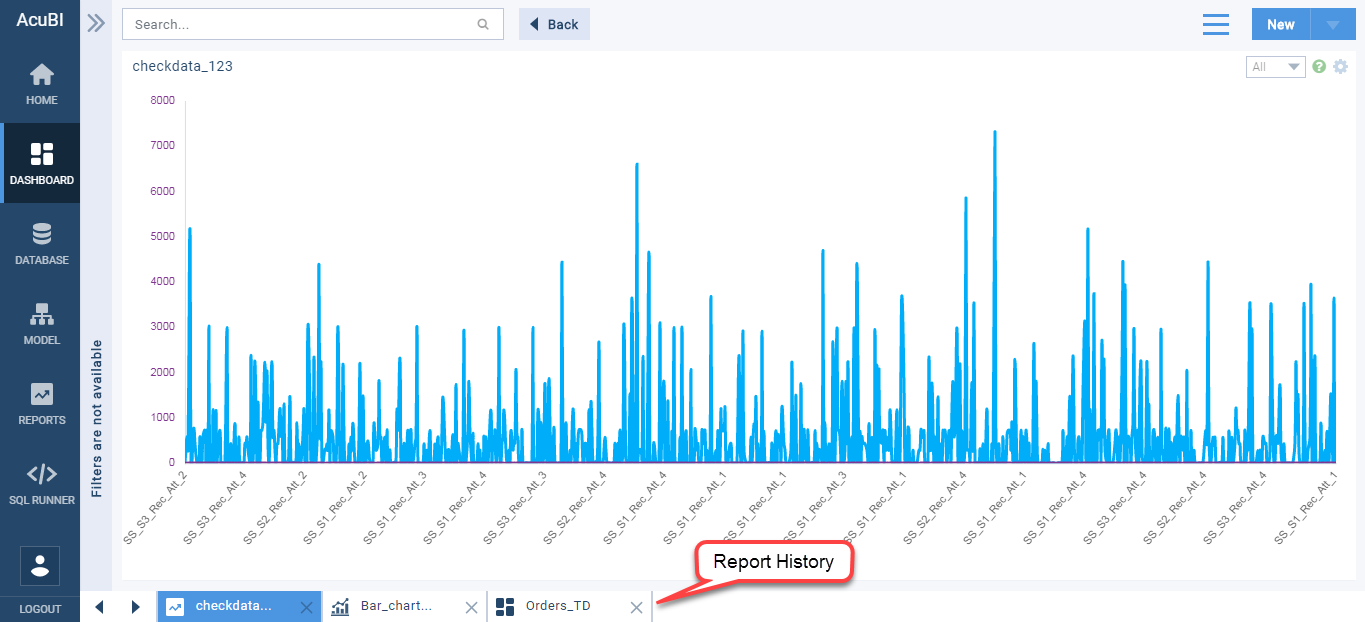 AcuBI
Search...
Back
New
HOME
DASHBOARD
DATABASE
MODEL
REPORTS
SQL RUNNER
LOGOUT
Filters are not available
checkdata_123
All
?
8000
7000
6000
5000
4000
3000
2000
1000
0
SS_S3_Rec_Att_2
SS_S3_Rec_Att_4
SS_S2_Rec_Att_2
SS_S1_Rec_Att_2
SS_S1_Rec_Att_3
SS_S1_Rec_Att_4
SS_S3_Rec_Att_3
SS_S2_Rec_Att_4
SS_S1_Rec_Att_4
SS_S1_Rec_Att_1
SS_S1_Rec_Att_1
SS_S1_Rec_Att_3
SS_S1_Rec_Att_1
SS_S2_Rec_Att_4
SS_S1_Rec_Att_1
SS_S1_Rec_Att_4
SS_S3_Rec_Att_4
SS_S2_Rec_Att_4
SS_S3_Rec_Att_4
SS_S1_Rec_Att_1
Report History
checkdata...
Bar_chart...
Orders_TD